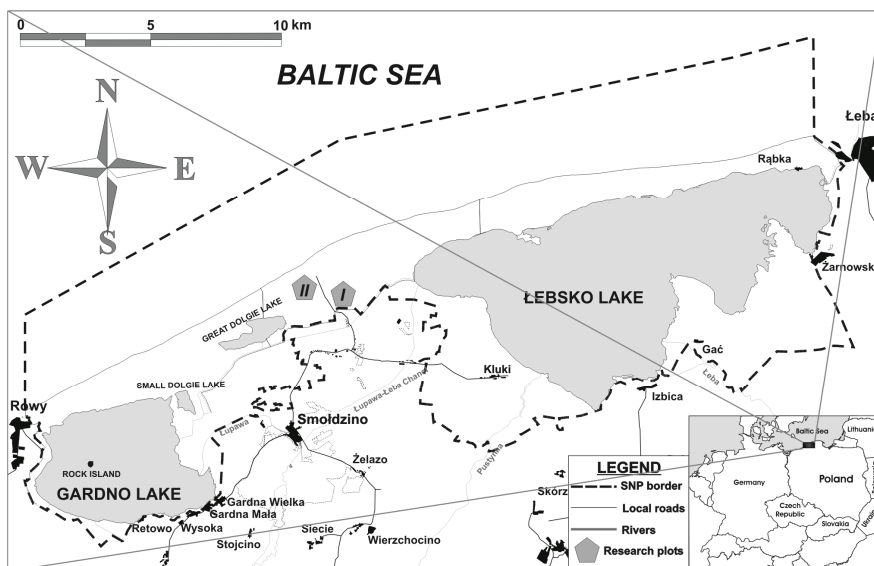 0 5 10 km
BALTIC SEA
N
W E
S
Łeba
Rąbka
Żarnowsk
II I
ŁEBSKO LAKE
GREAT DOLGIE LAKE
Gać
Kluki
Łeba
SMALL DOLGIE LAKE
Łupawa-Łeba Chanel
Izbica
Rowy
Łupawa
Smołdzino
Pustynka
Baltic Sea
Lithuania
ROCK ISLAND
Żelazo
GARDNO LAKE
Gardna Wielka
Gardna Mała
Retowo
Wysoka
Stojcino
Siecie
Wierzchocino
Skórz
LEGEND
SNP border
Local roads
Rivers
Research plots
Germany
Poland
Czech
Republic
Slovakia
Ukrain